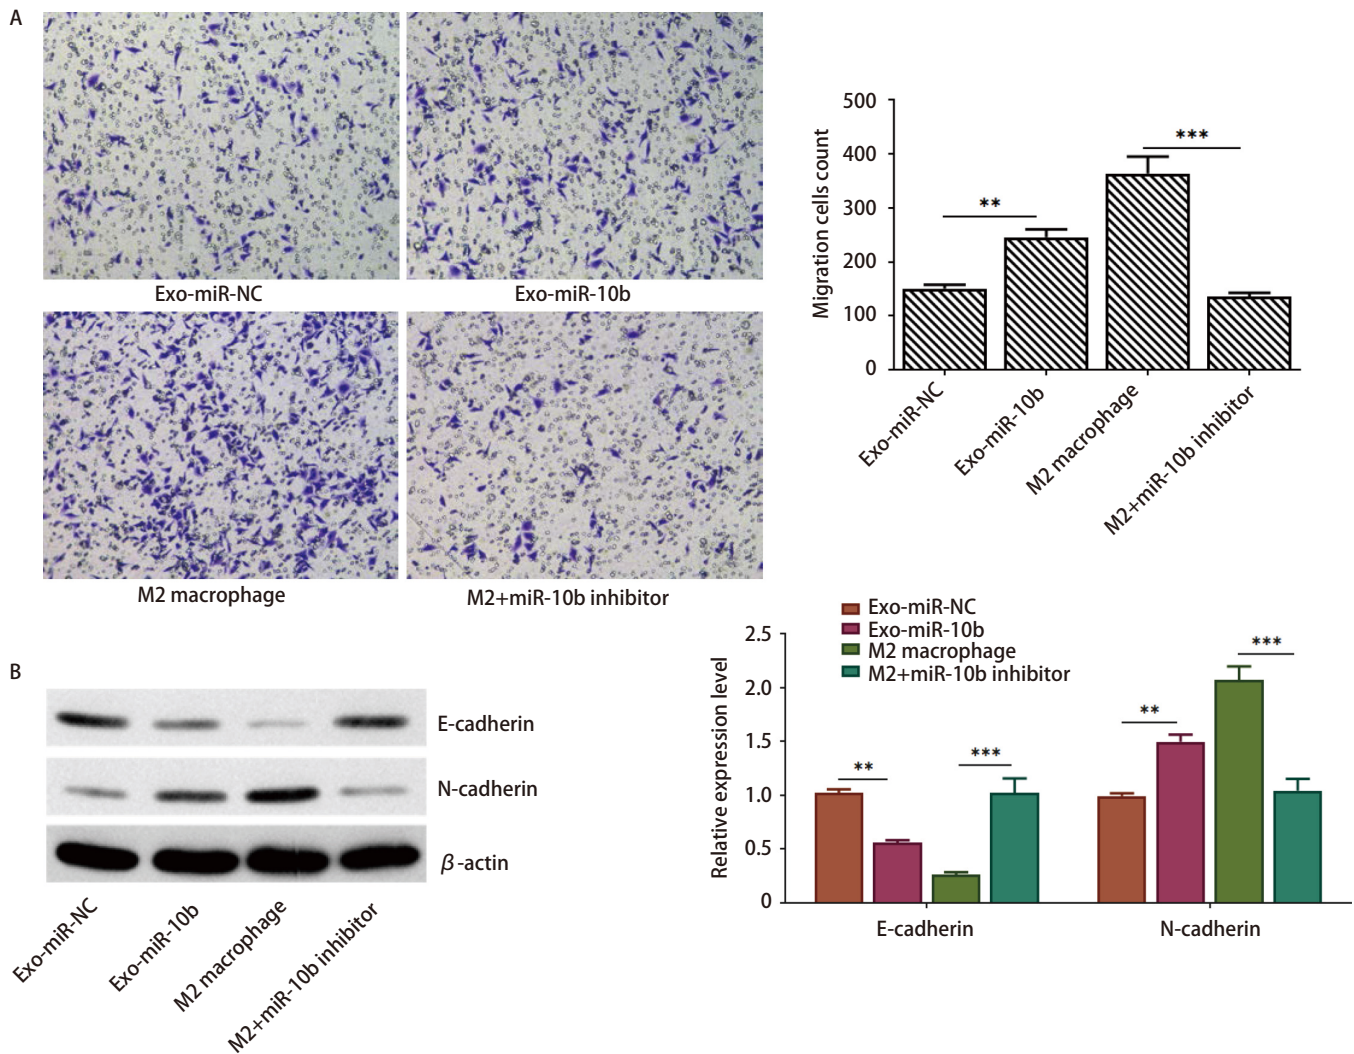 A
Exo-miR-NC
Exo-miR-10b
M2 macrophage
M2+miR-10b inhibitor
Migration cells count
500
400
300
200
100
0
**
***
Exo-miR-NC
Exo-miR-10b
M2 macrophage
M2+miR-10b inhibitor
B
E-cadherin
N-cadherin
β-actin
Exo-miR-NC
Exo-miR-10b
M2 macrophage
M2+miR-10b inhibitor
Exo-miR-NC
Exo-miR-10b
M2 macrophage
M2+miR-10b inhibitor
Relative expression level
2.5
2.0
1.5
1.0
0.5
0
**
***
**
***
E-cadherin
N-cadherin